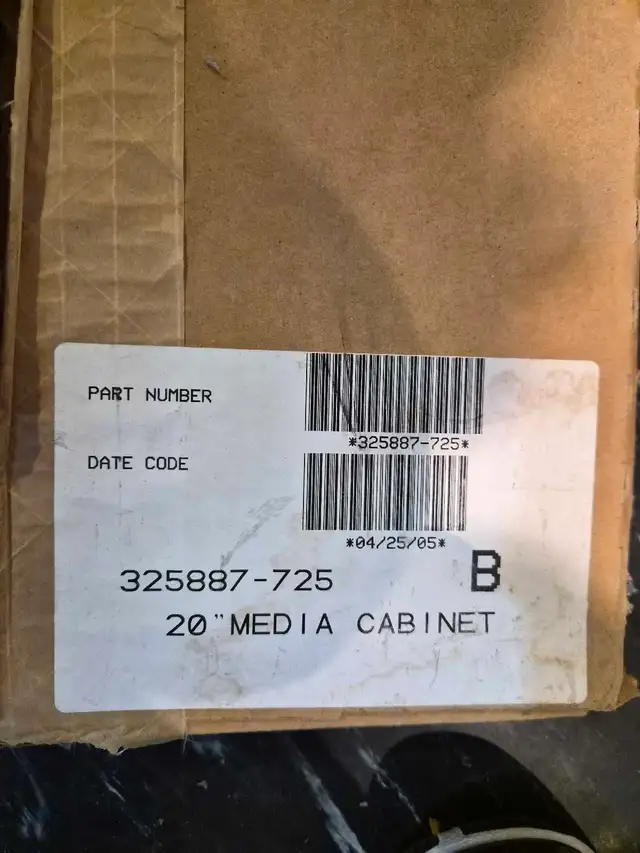 PART NUMBER
*325887-725*
DATE CODE
*04/25/05*
325887-725 B
20"MEDIA CABINET